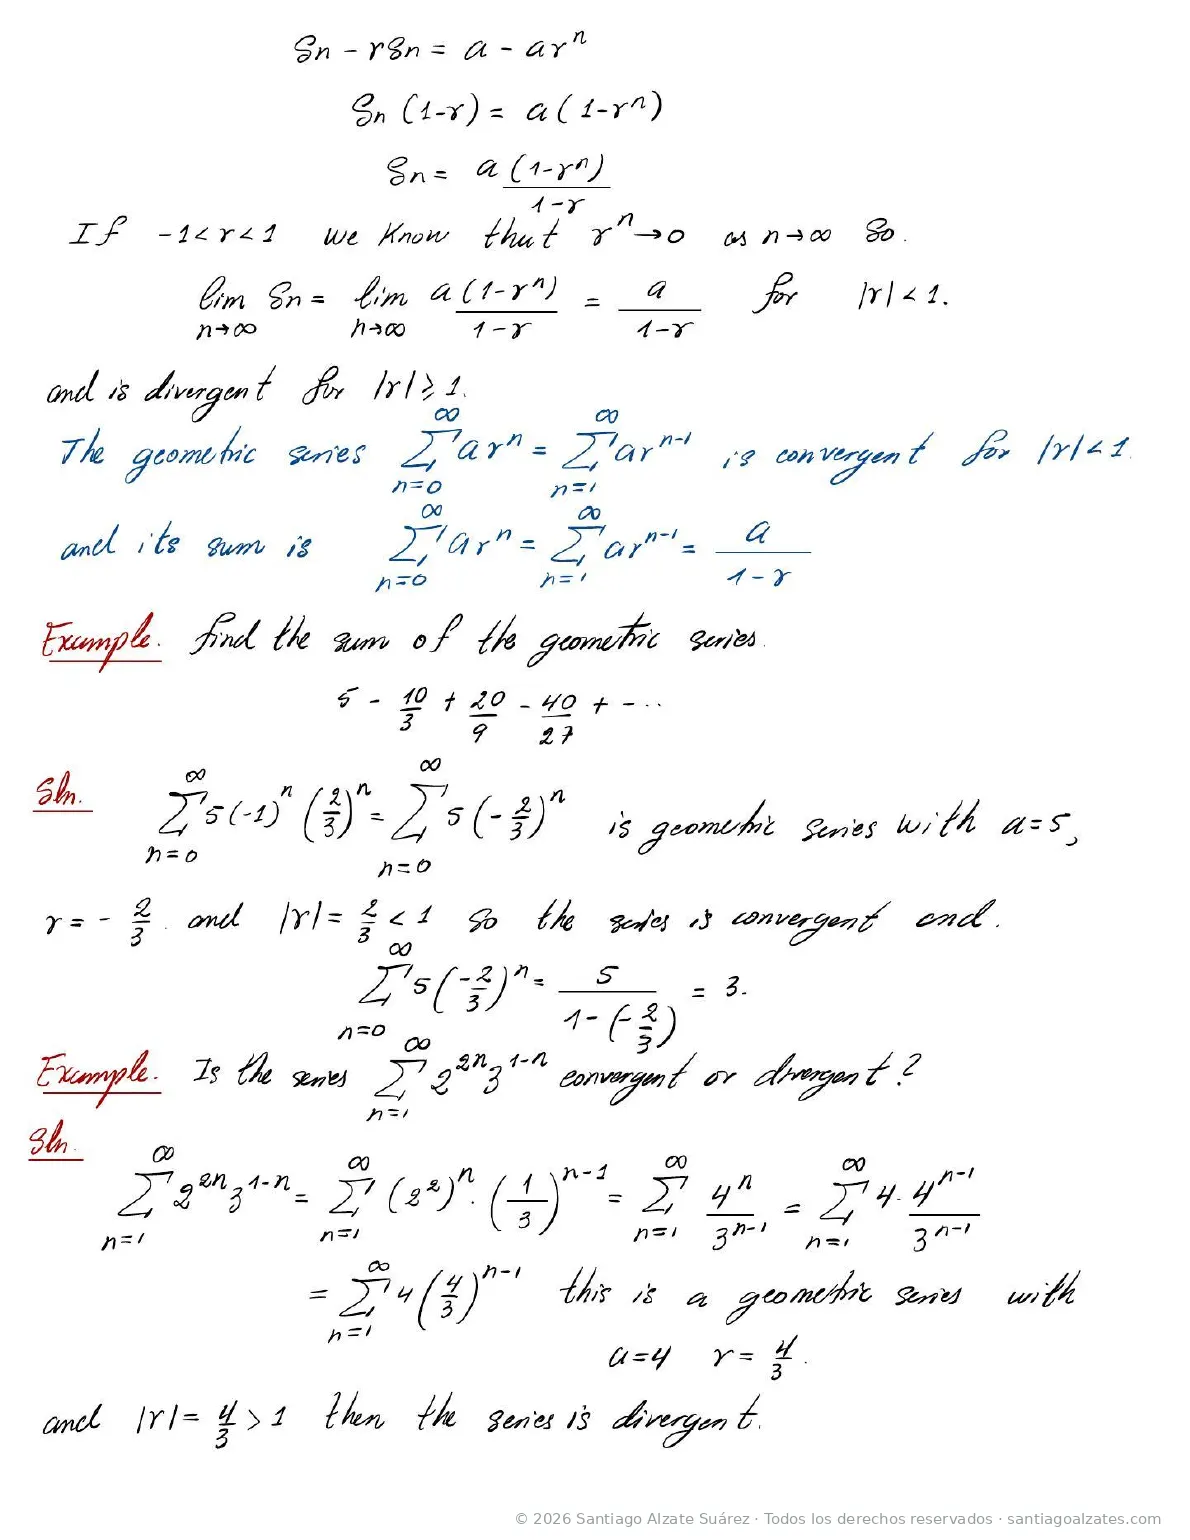 Sn - rSn = a - ar^n
Sn (1-r) = a(1-r^n)
Sn = a(1-r^n)/(1-r)
If -1<r<1 we know that r^n→0 as n→∞ So.
lim n→∞ Sn = lim n→∞ a(1-r^n)/(1-r) = a/(1-r) for |r|<1.
and is divergent for |r|⩾1.
The geometric series ∑_{n=0}^{∞} ar^n = ∑_{n=1}^{∞} ar^{n-1} is convergent for |r|<1.
and its sum is ∑_{n=0}^{∞} ar^n = ∑_{n=1}^{∞} ar^{n-1} = a/(1-r)
Example. find the sum of the geometric series.
5 - 10/3 + 20/9 - 40/27 + - ··
Sln. ∑_{n=0}^{∞} 5(-1)^n (2/3)^n = ∑_{n=0}^{∞} 5(-2/3)^n is geometric series with a=5,
r = -2/3. and |r| = 2/3 < 1 So the series is convergent and.
∑_{n=0}^{∞} 5(-2/3)^n = 5/(1-(-2/3)) = 3.
Example. Is the series ∑_{n=1}^{∞} 2^{2n} 3^{1-n} convergent or divergent?
Sln.
∑_{n=1}^{∞} 2^{2n} 3^{1-n} = ∑_{n=1}^{∞} (2^2)^n · (1/3)^{n-1} = ∑_{n=1}^{∞} 4^n/3^{n-1} = ∑_{n=1}^{∞} 4· 4^{n-1}/3^{n-1}
= ∑_{n=1}^{∞} 4(4/3)^{n-1} this is a geometric series with
a=4 r = 4/3.
and |r| = 4/3 > 1 then the series is divergent.
© 2026 Santiago Alzate Suárez · Todos los derechos reservados · santiagoalzates.com